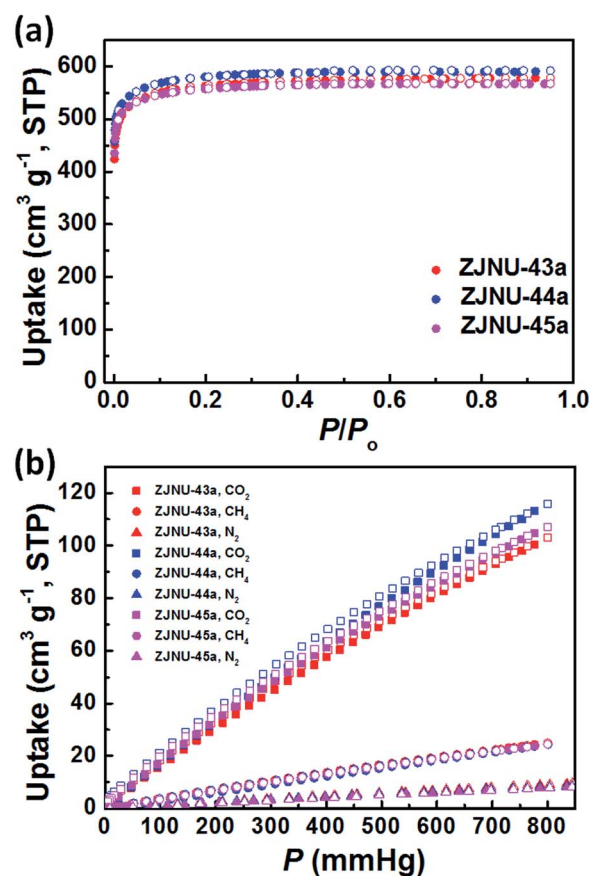 (a)
Uptake (cm³ g⁻¹, STP)
600
500
400
300
200
100
0
ZJNU-43a
ZJNU-44a
ZJNU-45a
0.0 0.2 0.4 0.6 0.8 1.0
P/Pₒ
(b)
Uptake (cm³ g⁻¹, STP)
120
100
80
60
40
20
0
ZJNU-43a, CO₂
ZJNU-43a, CH₄
ZJNU-43a, N₂
ZJNU-44a, CO₂
ZJNU-44a, CH₄
ZJNU-44a, N₂
ZJNU-45a, CO₂
ZJNU-45a, CH₄
ZJNU-45a, N₂
0 100 200 300 400 500 600 700 800
P (mmHg)